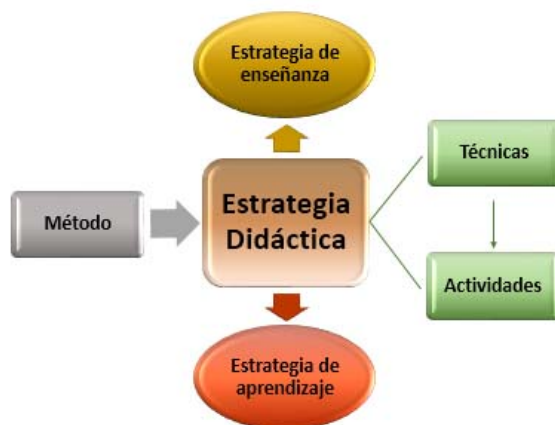 Estrategia de
enseñanza
Técnicas
Método
Estrategia
Didáctica
Actividades
Estrategia de
aprendizaje